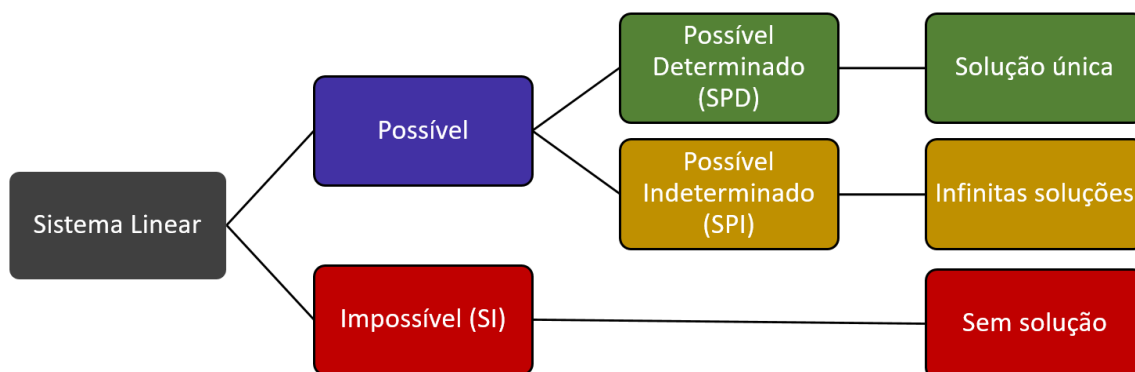 Sistema Linear
Possível
Possível
Determinado
(SPD)
Solução única
Possível
Indeterminado
(SPI)
Infinitas soluções
Impossível (SI)
Sem solução